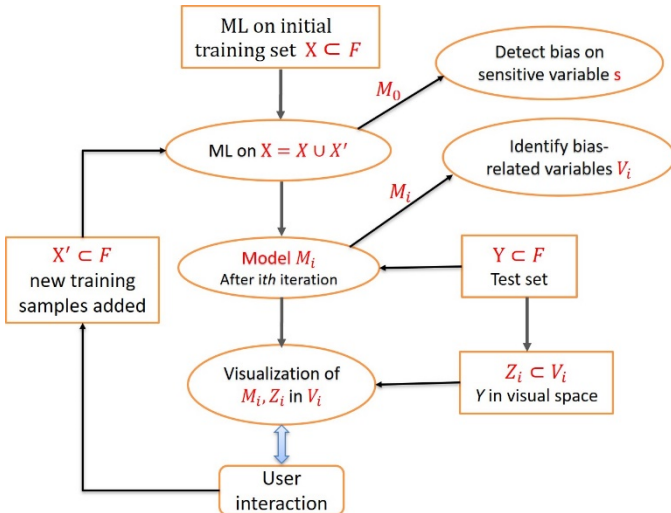 ML on initial
training set X ⊂ F
Detect bias on
sensitive variable s
M₀
ML on X = X ∪ X′
Identify bias-
related variables Vᵢ
Mᵢ
X′ ⊂ F
new training
samples added
Model Mᵢ
After ith iteration
Y ⊂ F
Test set
Visualization of
Mᵢ, Zᵢ in Vᵢ
Zᵢ ⊂ Vᵢ
Y in visual space
User
interaction